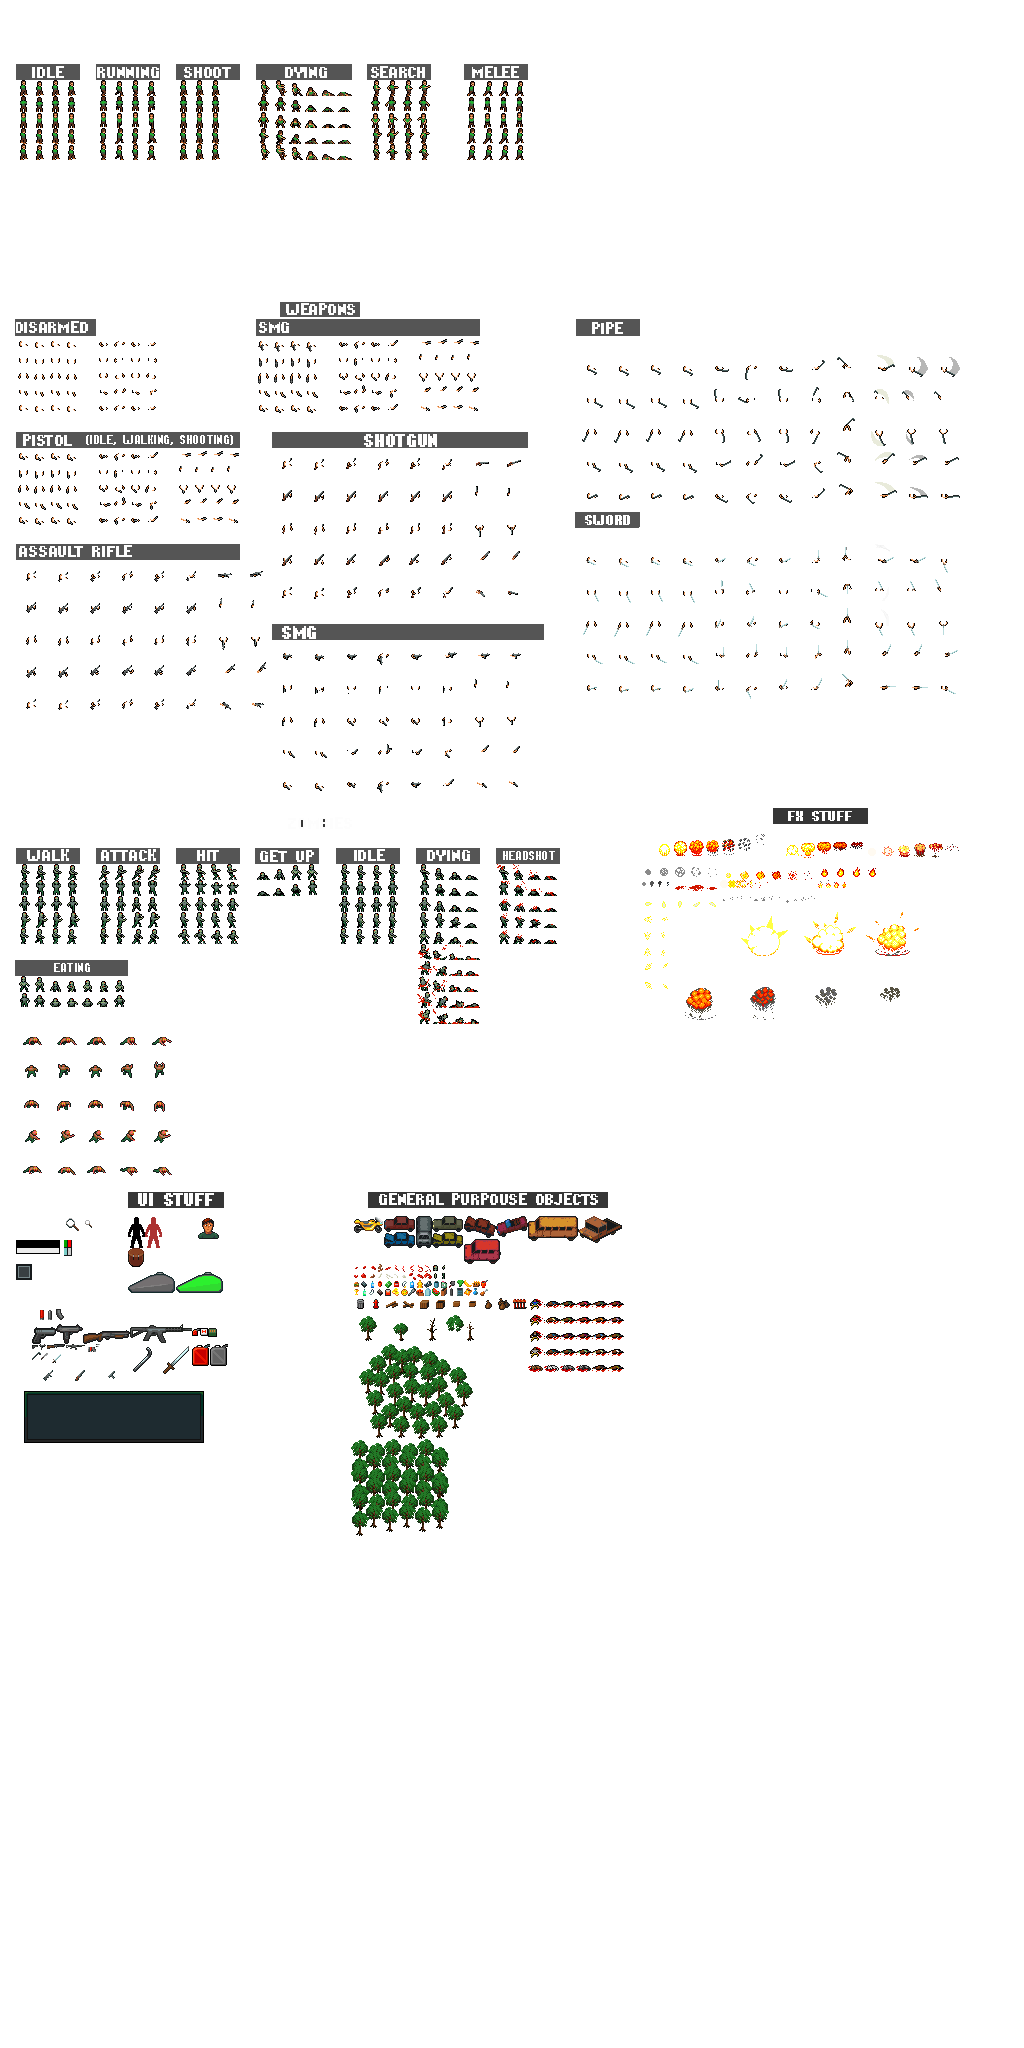 IDLE
RUNNING
SHOOT
DYING
SEARCH
MELEE
WEAPONS
DISARMED
SMG
PIPE
PISTOL (IDLE, WALKING, SHOOTING)
SHOTGUN
SWORD
ASSAULT RIFLE
SMG
FX STUFF
WALK
ATTACK
HIT
GET UP
IDLE
DYING
HEADSHOT
EATING
UI STUFF
GENERAL PURPOUSE OBJECTS